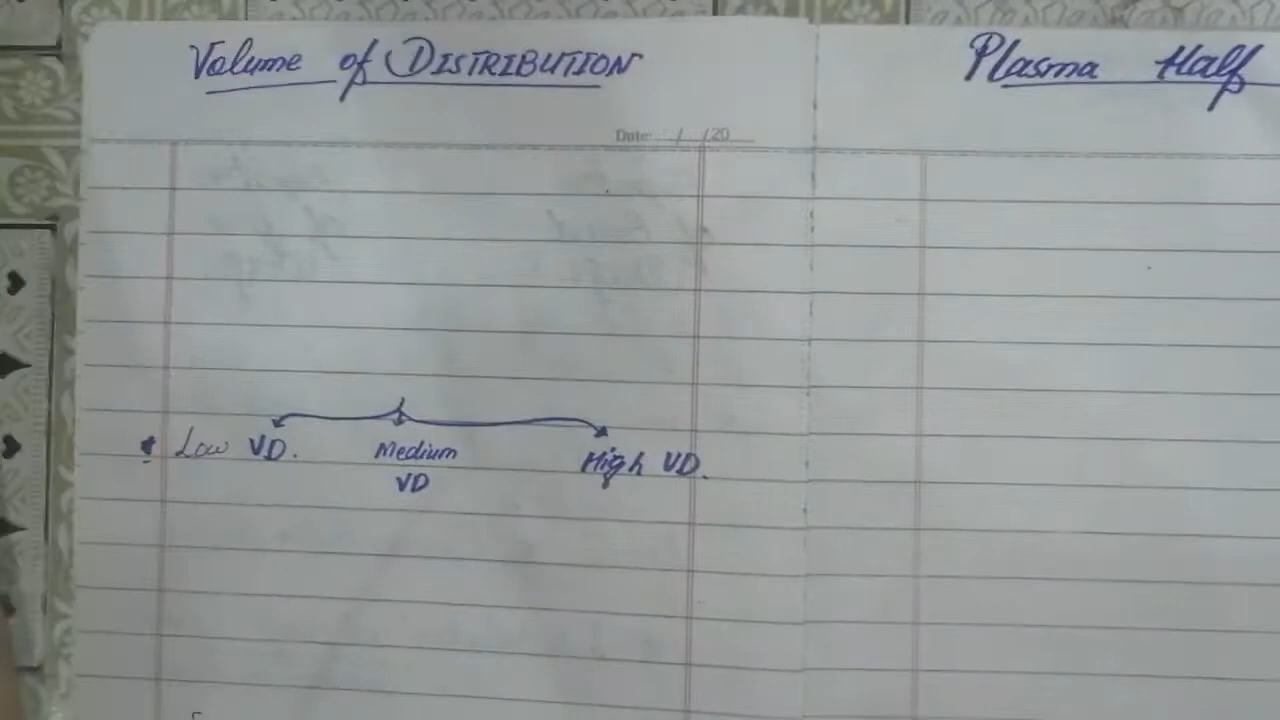 Volume of DISTRIBUTION
Date: / /20
Low VD.
Medium
VD
High VD.
Plasma Half